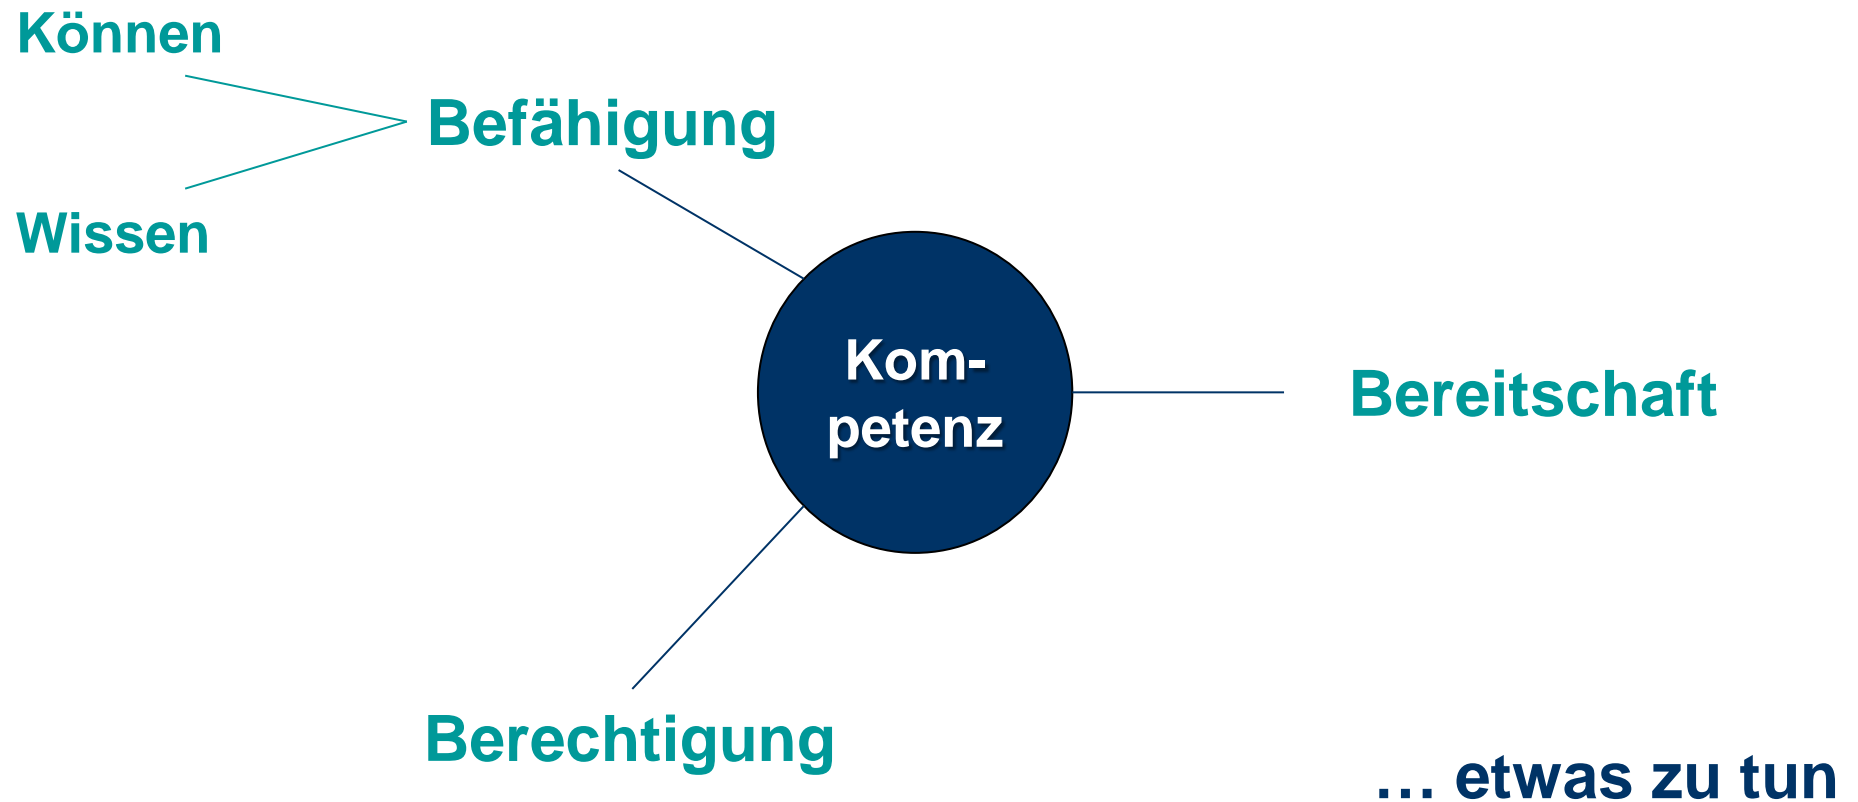 Können
Befähigung
Wissen
Kom-
petenz
Bereitschaft
Berechtigung
… etwas zu tun